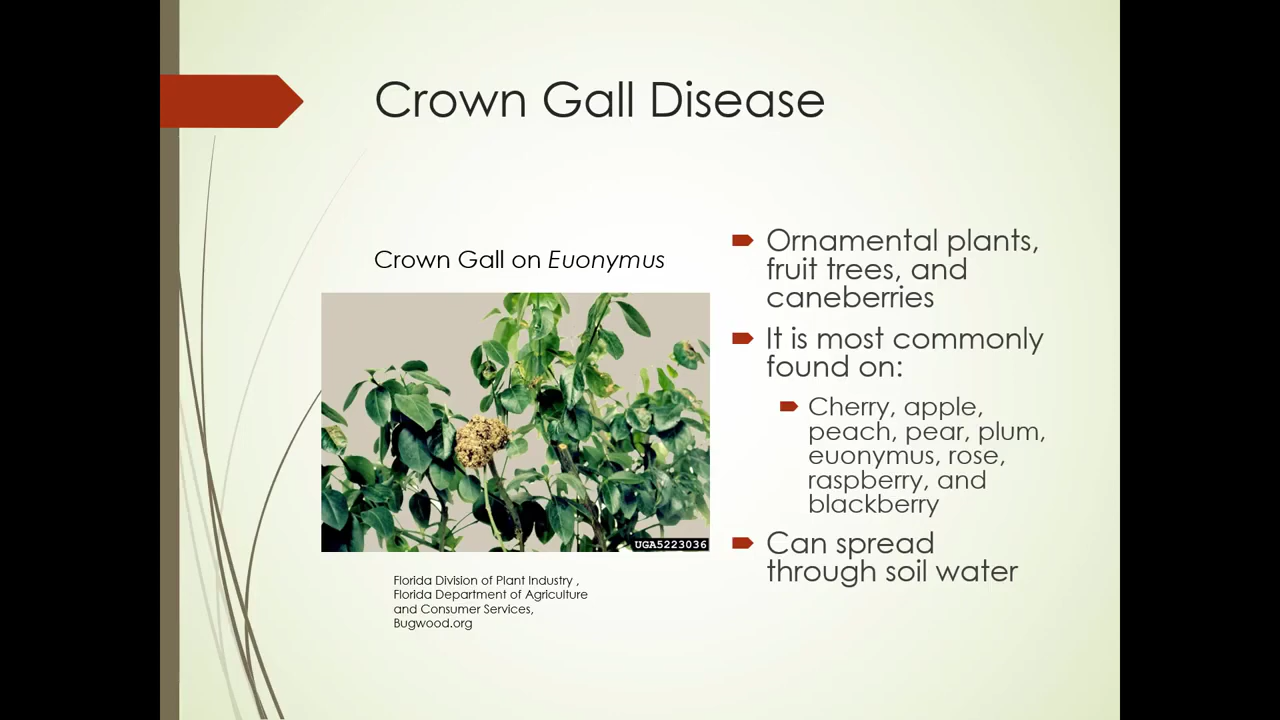 Crown Gall Disease
Crown Gall on Euonymus
UGA5223036
Florida Division of Plant Industry ,
Florida Department of Agriculture
and Consumer Services,
Bugwood.org
Ornamental plants,
fruit trees, and
caneberries
It is most commonly
found on:
Cherry, apple,
peach, pear, plum,
euonymus, rose,
raspberry, and
blackberry
Can spread
through soil water